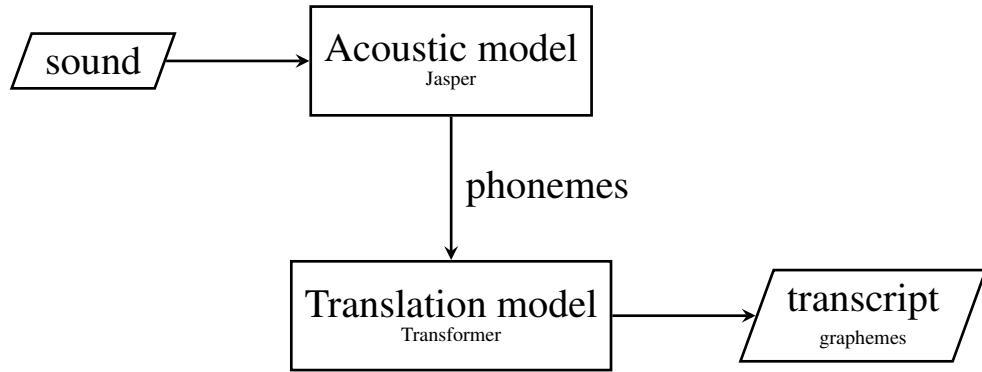 sound
Acoustic model
Jasper
phonemes
Translation model
Transformer
transcript
graphemes